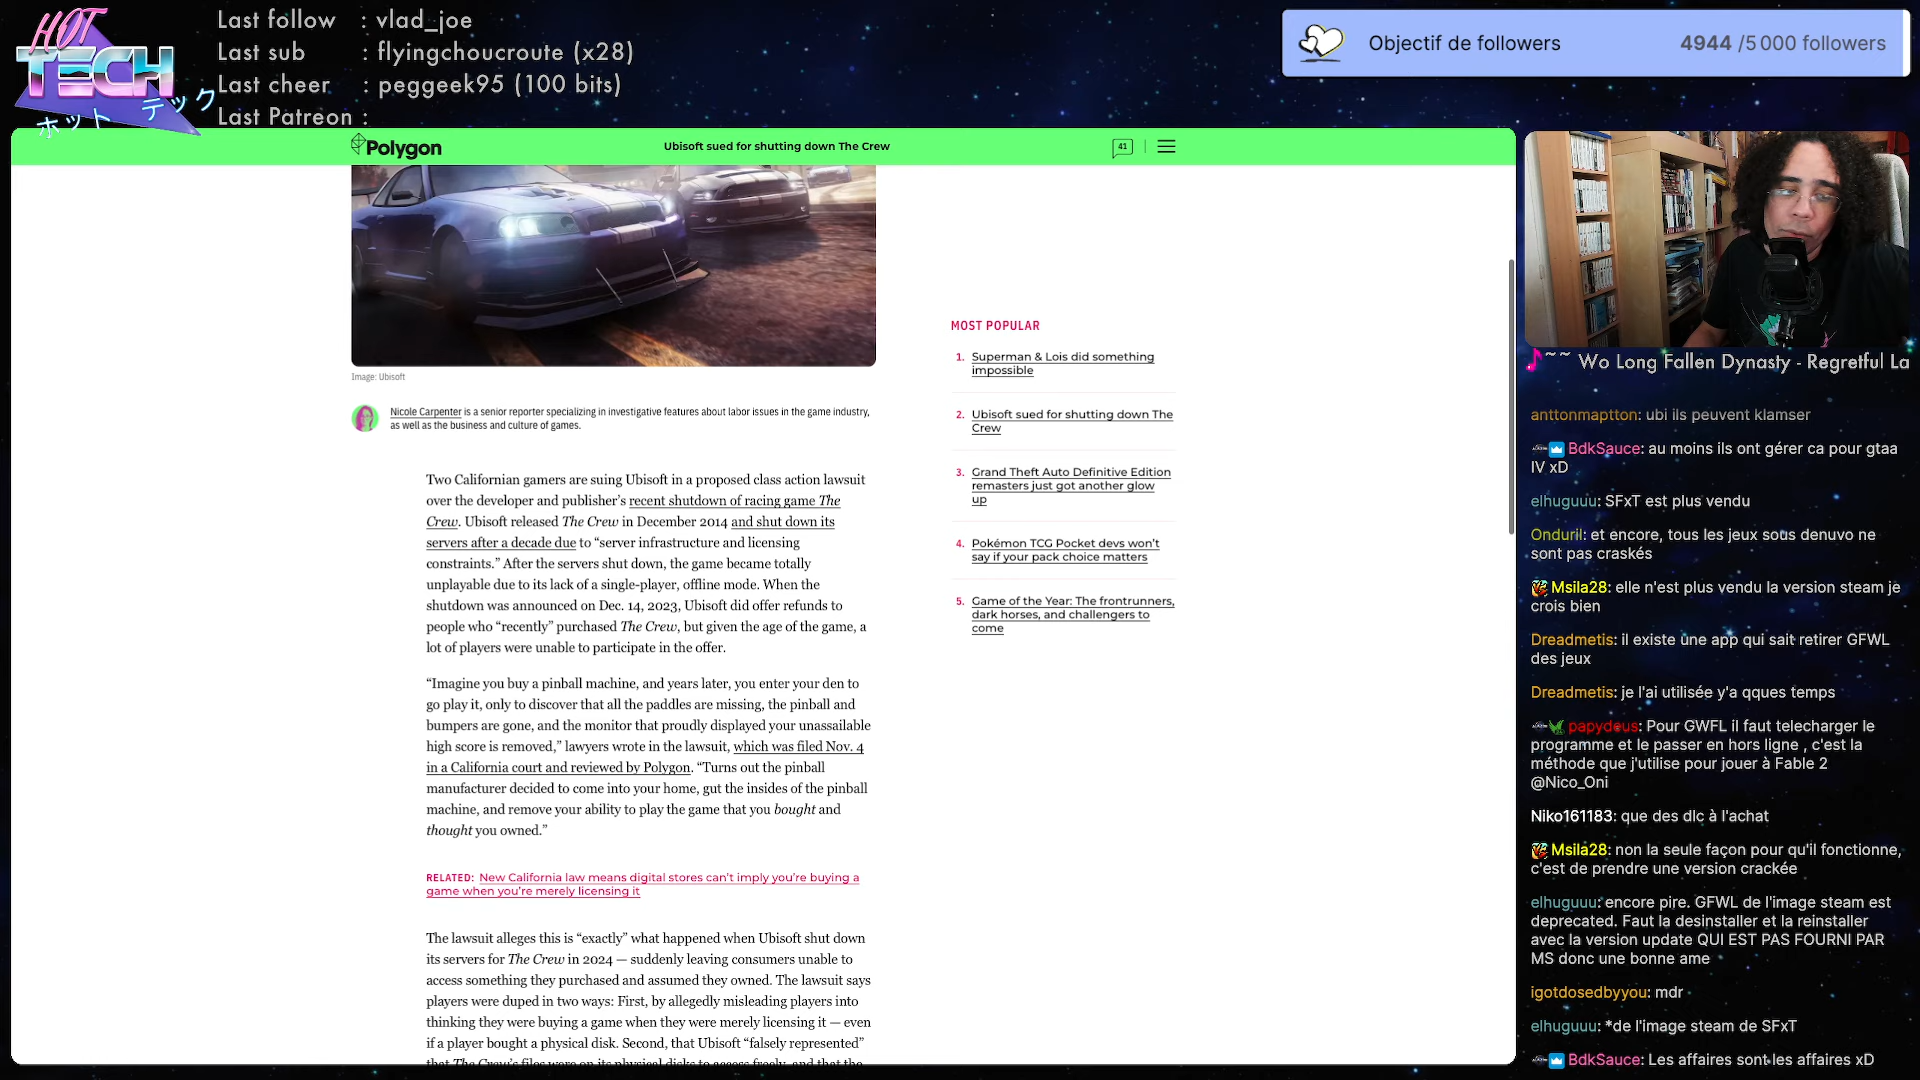 HOT
TECH
ホット テック
Last follow : vlad_joe
Last sub : flyingchoucroute (x28)
Last cheer : peggeek95 (100 bits)
Last Patreon :
Objectif de followers
4944 /5 000 followers
Polygon
Ubisoft sued for shutting down The Crew
41
Image: Ubisoft
Nicole Carpenter is a senior reporter specializing in investigative features about labor issues in the game industry,
as well as the business and culture of games.
Two Californian gamers are suing Ubisoft in a proposed class action lawsuit
over the developer and publisher’s recent shutdown of racing game The
Crew. Ubisoft released The Crew in December 2014 and shut down its
servers after a decade due to “server infrastructure and licensing
constraints.” After the servers shut down, the game became totally
unplayable due to its lack of a single-player, offline mode. When the
shutdown was announced on Dec. 14, 2023, Ubisoft did offer refunds to
people who “recently” purchased The Crew, but given the age of the game, a
lot of players were unable to participate in the offer.
“Imagine you buy a pinball machine, and years later, you enter your den to
go play it, only to discover that all the paddles are missing, the pinball and
bumpers are gone, and the monitor that proudly displayed your unassailable
high score is removed,” lawyers wrote in the lawsuit, which was filed Nov. 4
in a California court and reviewed by Polygon. “Turns out the pinball
manufacturer decided to come into your home, gut the insides of the pinball
machine, and remove your ability to play the game that you bought and
thought you owned.”
RELATED: New California law means digital stores can’t imply you’re buying a
game when you’re merely licensing it
The lawsuit alleges this is “exactly” what happened when Ubisoft shut down
its servers for The Crew in 2024 — suddenly leaving consumers unable to
access something they purchased and assumed they owned. The lawsuit says
players were duped in two ways: First, by allegedly misleading players into
thinking they were buying a game when they were merely licensing it — even
if a player bought a physical disk. Second, that Ubisoft “falsely represented”
that The Crew’s files were on its physical disks to access freely, and that the
MOST POPULAR
1. Superman & Lois did something
impossible
2. Ubisoft sued for shutting down The
Crew
3. Grand Theft Auto Definitive Edition
remasters just got another glow
up
4. Pokémon TCG Pocket devs won’t
say if your pack choice matters
5. Game of the Year: The frontrunners,
dark horses, and challengers to
come
~~ Wo Long Fallen Dynasty - Regretful La
anttonmaptton: ubi ils peuvent klamser
BdkSauce: au moins ils ont gérer ca pour gtaa
IV xD
elhuguuu: SFxT est plus vendu
Onduril: et encore, tous les jeux sous denuvo ne
sont pas craskés
Msila28: elle n'est plus vendu la version steam je
crois bien
Dreadmetis: il existe une app qui sait retirer GFWL
des jeux
Dreadmetis: je l'ai utilisée y'a qques temps
papydeus: Pour GWFL il faut telecharger le
programme et le passer en hors ligne , c'est la
méthode que j'utilise pour jouer à Fable 2
@Nico_Oni
Niko161183: que des dlc à l'achat
Msila28: non la seule façon pour qu'il fonctionne,
c'est de prendre une version crackée
elhuguuu: encore pire. GFWL de l'image steam est
deprecated. Faut la desinstaller et la reinstaller
avec la version update QUI EST PAS FOURNI PAR
MS donc une bonne ame
igotdosedbyyou: mdr
elhuguuu: *de l'image steam de SFxT
BdkSauce: Les affaires sont les affaires xD